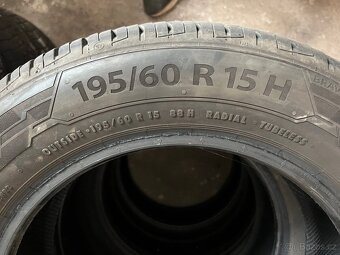 195/60 R 15 H
OUTSIDE - 195/60 R 15 88 H RADIAL - TUBELESS